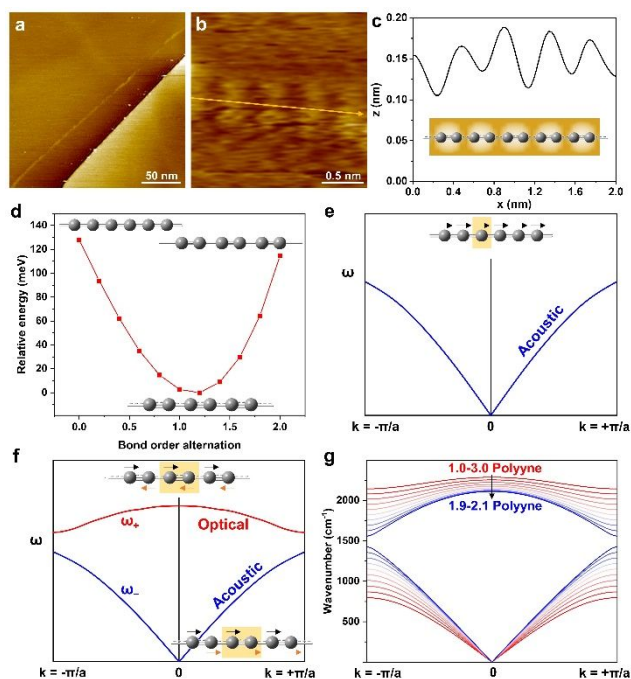 a
50 nm
b
0.5 nm
c
0.20
0.15
0.10
0.05
0.00
z (nm)
0.0 0.4 0.8 1.2 1.6 2.0
x (nm)
d
140
120
100
80
60
40
20
0
Relative energy (meV)
0.0 0.5 1.0 1.5 2.0
Bond order alternation
e
ω
Acoustic
k = -π/a 0 k = +π/a
f
ω
ω₊
Optical
ω₋
Acoustic
k = -π/a 0 k = +π/a
g
1.0-3.0 Polyyne
1.9-2.1 Polyyne
2000
1500
1000
500
0
Wavenumber (cm⁻¹)
k = -π/a 0 k = +π/a